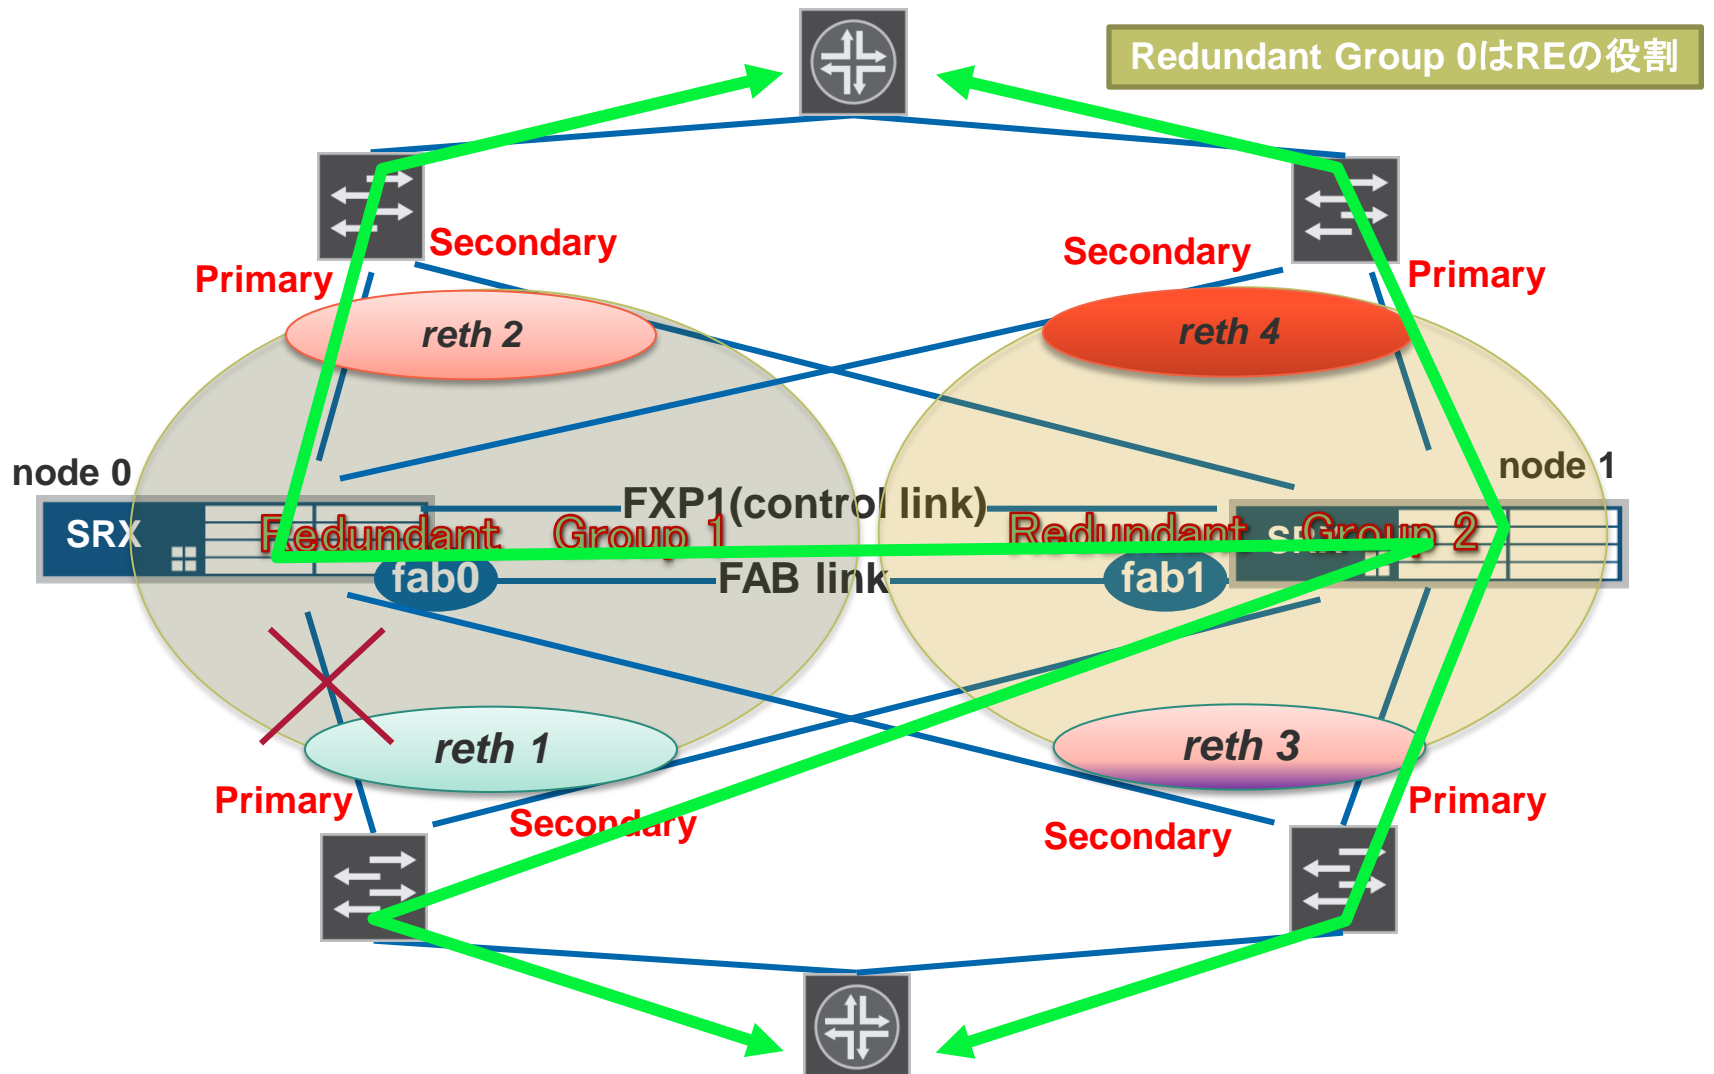 Redundant Group 0はREの役割
Secondary
Primary
Secondary
Primary
reth 2
reth 4
node 0
node 1
FXP1(control link)
SRX
Redundant Group 1
Redundant Group 2
SRX
fab0
FAB link
fab1
reth 1
reth 3
Primary
Secondary
Secondary
Primary